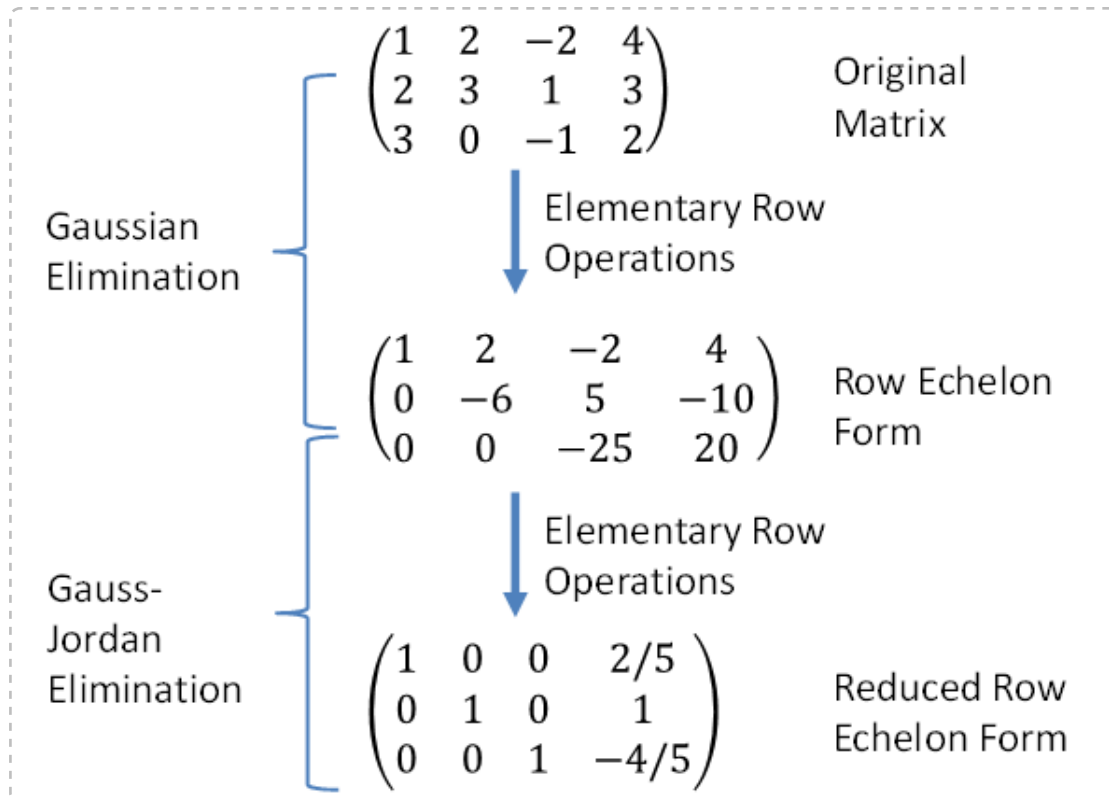 (1 2 −2 4)
(2 3 1 3)
(3 0 −1 2)
Original
Matrix
Gaussian
Elimination
Elementary Row
Operations
(1 2 −2 4)
(0 −6 5 −10)
(0 0 −25 20)
Row Echelon
Form
Elementary Row
Operations
Gauss-
Jordan
Elimination
(1 0 0 2/5)
(0 1 0 1)
(0 0 1 −4/5)
Reduced Row
Echelon Form